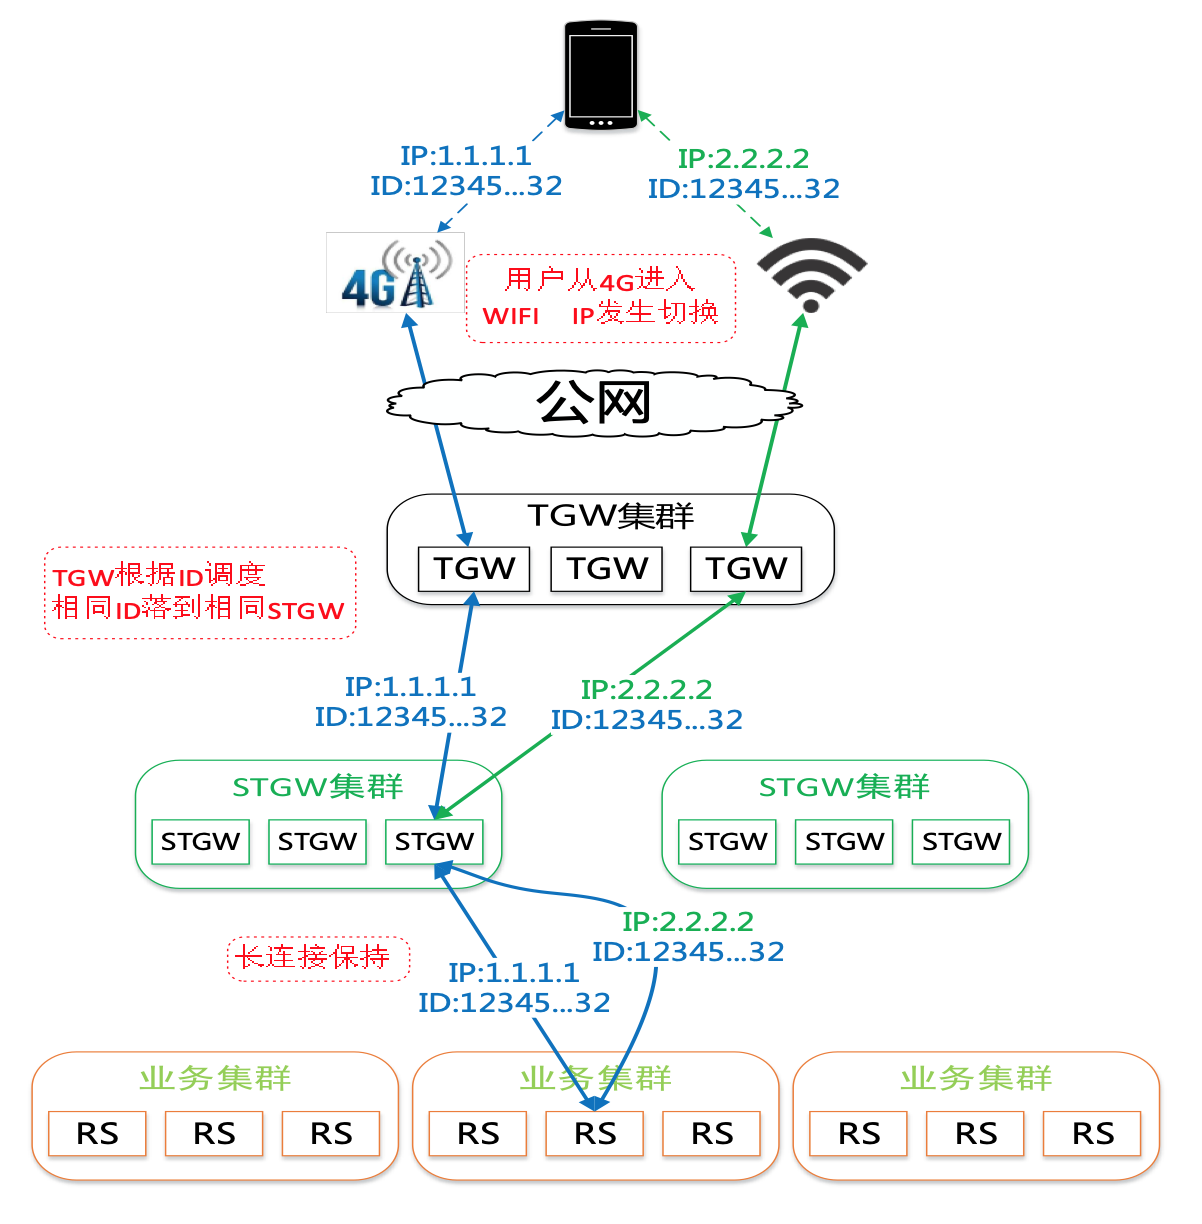 IP:1.1.1.1
ID:12345...32
IP:2.2.2.2
ID:12345...32
4G
用户从4G进入
WIFI IP发生切换
公网
TGW集群
TGW
TGW
TGW
TGW根据ID调度
相同ID落到相同STGW
IP:1.1.1.1
ID:12345...32
IP:2.2.2.2
ID:12345...32
STGW集群
STGW
STGW
STGW
STGW集群
STGW
STGW
STGW
IP:2.2.2.2
ID:12345...32
长连接保持
IP:1.1.1.1
ID:12345...32
业务集群
RS
RS
RS
业务集群
RS
RS
RS
业务集群
RS
RS
RS